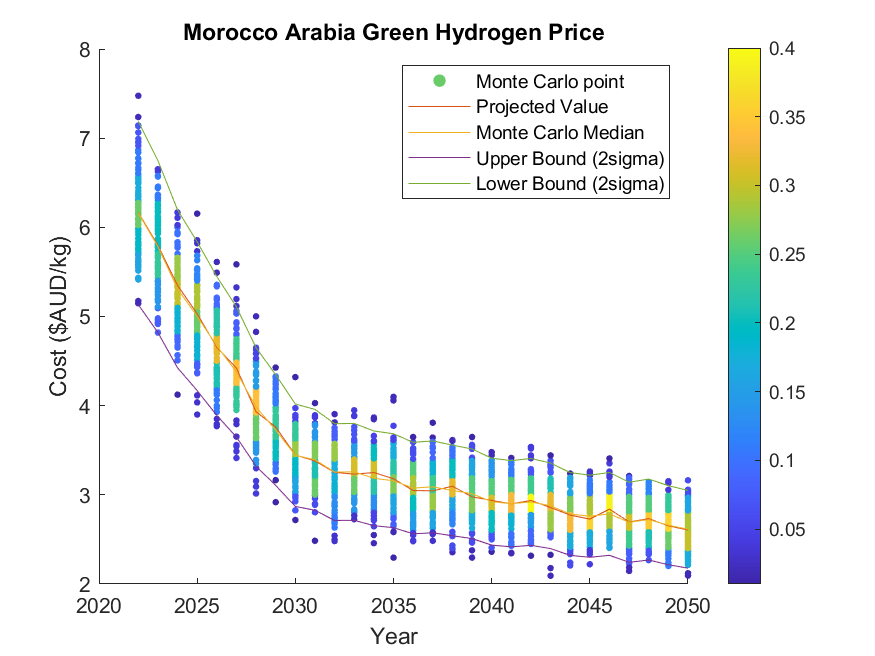 Morocco Arabia Green Hydrogen Price
8
7
6
5
4
3
2
Cost ($AUD/kg)
2020
2025
2030
2035
2040
2045
2050
Year
Monte Carlo point
Projected Value
Monte Carlo Median
Upper Bound (2sigma)
Lower Bound (2sigma)
0.4
0.35
0.3
0.25
0.2
0.15
0.1
0.05